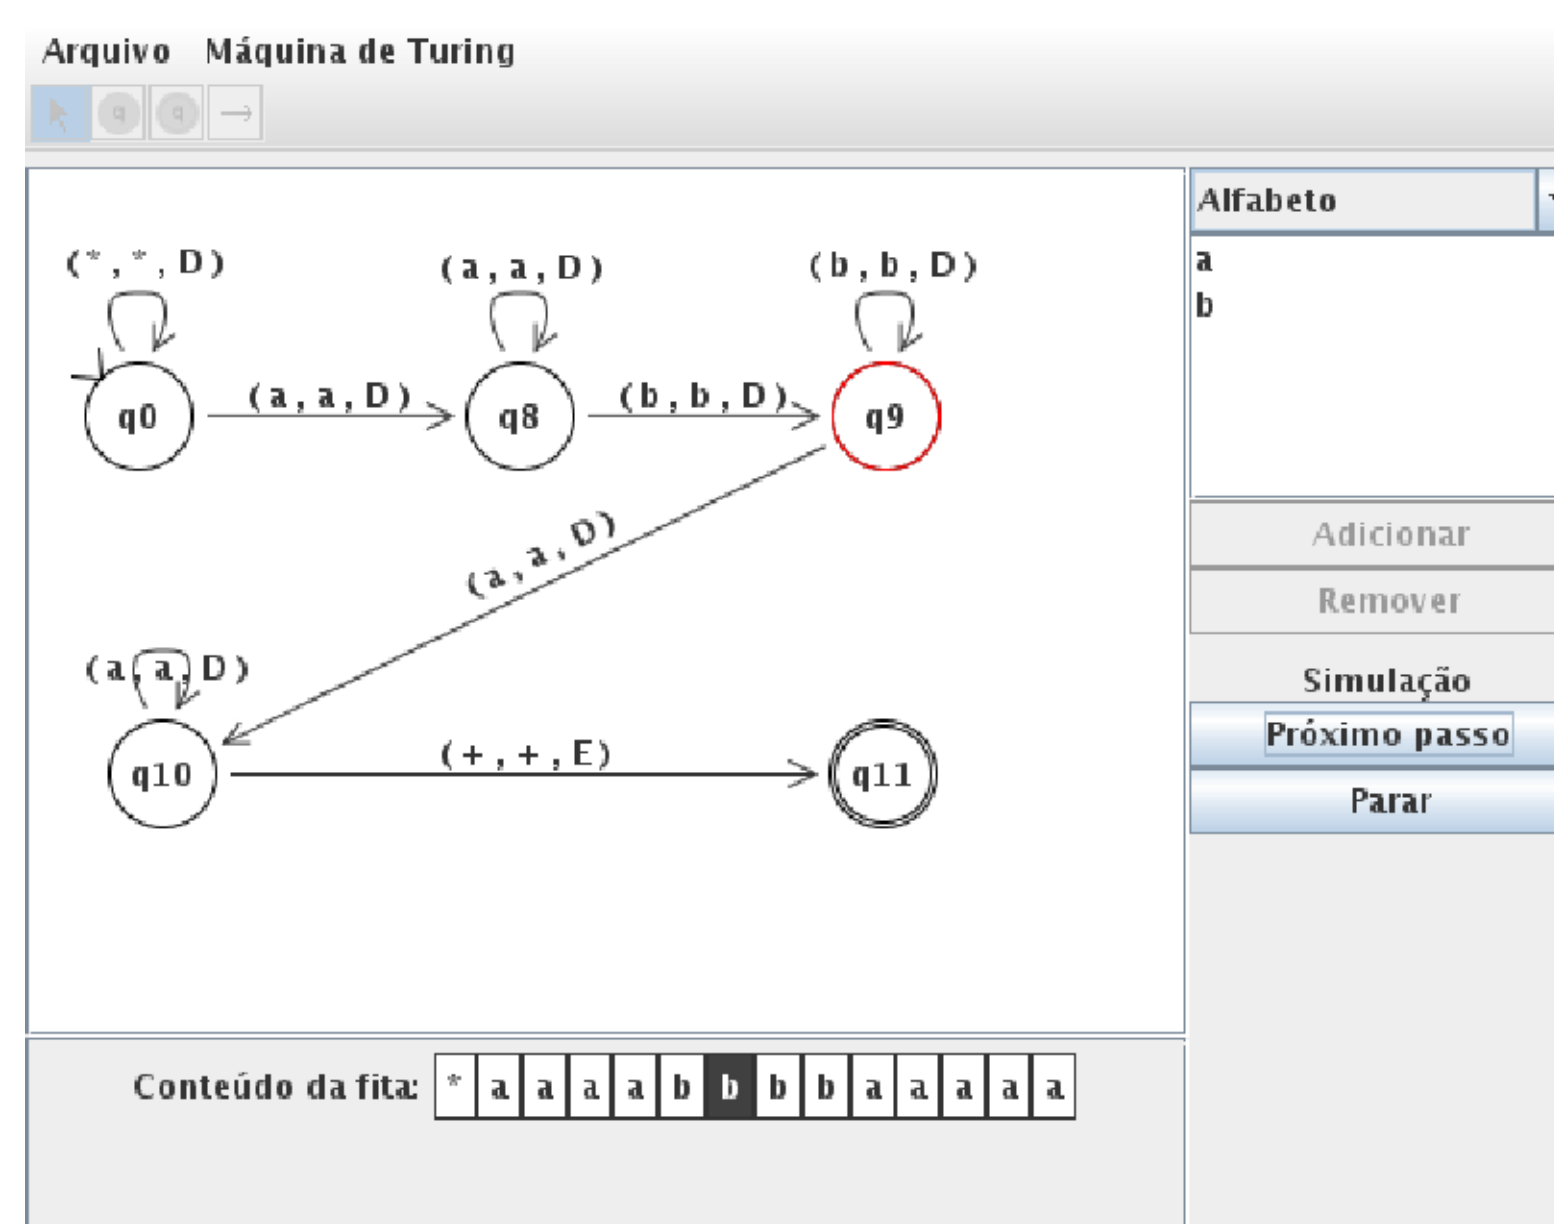 Arquivo Máquina de Turing
q q
Alfabeto
a
b
(*,*,D) (a,a,D) (b,b,D)
q0 (a,a,D) q8 (b,b,D) q9
(a,a,D)
(a,a,D)
q10 (+,+,E) q11
Adicionar
Remover
Simulação
Próximo passo
Parar
Conteúdo da fita: * a a a a b b b b a a a a a